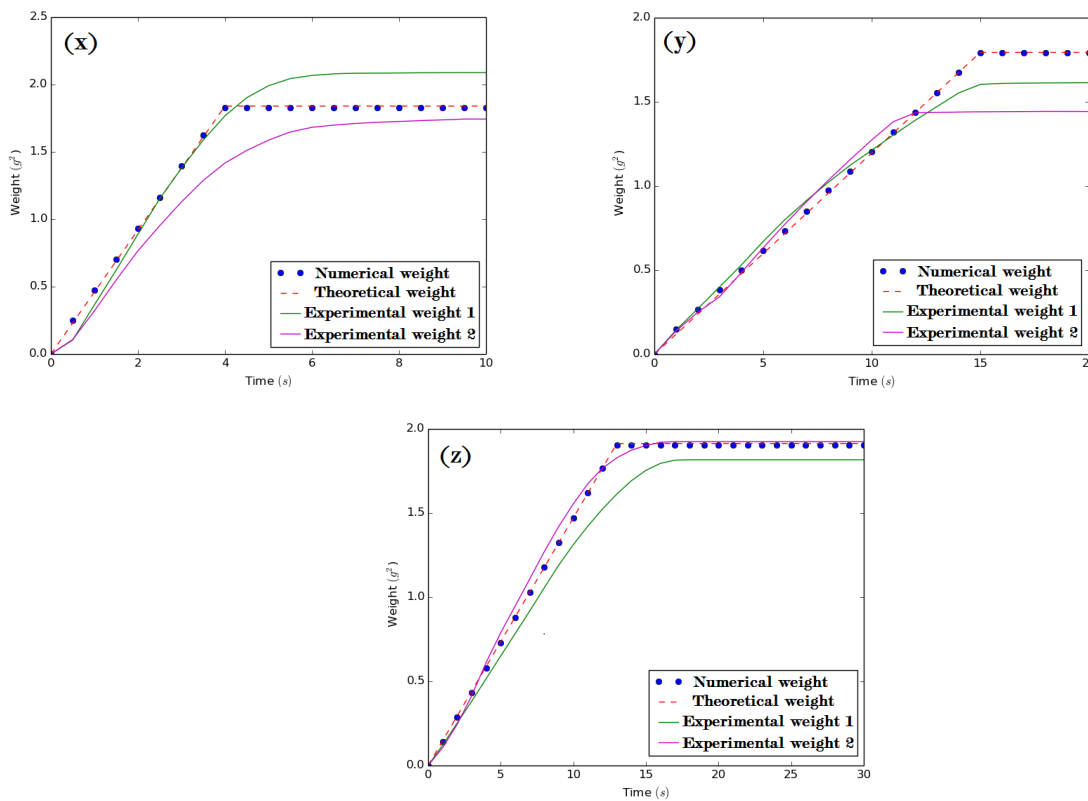 (x)
2.5
2.0
1.5
1.0
0.5
0.0
Weight (g²)
0 2 4 6 8 10
Time (s)
Numerical weight
Theoretical weight
Experimental weight 1
Experimental weight 2
(y)
2.0
1.5
1.0
0.5
0.0
Weight (g²)
0 5 10 15
Time (s)
Numerical weight
Theoretical weight
Experimental weight 1
Experimental weight 2
(z)
2.0
1.5
1.0
0.5
0.0
Weight (g²)
0 5 10 15 20 25 30
Time (s)
Numerical weight
Theoretical weight
Experimental weight 1
Experimental weight 2